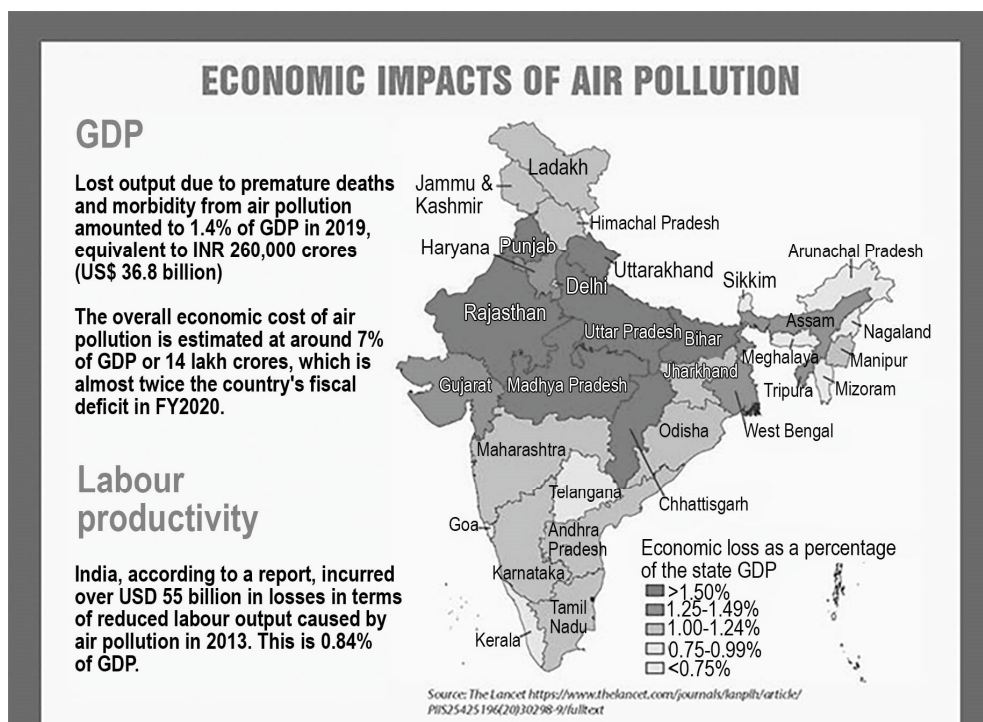 ECONOMIC IMPACTS OF AIR POLLUTION
GDP
Lost output due to premature deaths
and morbidity from air pollution
amounted to 1.4% of GDP in 2019,
equivalent to INR 260,000 crores
(US$ 36.8 billion)
The overall economic cost of air
pollution is estimated at around 7%
of GDP or 14 lakh crores, which is
almost twice the country's fiscal
deficit in FY2020.
Labour
productivity
India, according to a report, incurred
over USD 55 billion in losses in terms
of reduced labour output caused by
air pollution in 2013. This is 0.84%
of GDP.
Ladakh
Jammu &
Kashmir
Himachal Pradesh
Haryana
Punjab
Uttarakhand
Delhi
Arunachal Pradesh
Sikkim
Rajasthan
Uttar Pradesh
Bihar
Assam
Nagaland
Meghalaya
Manipur
Gujarat
Madhya Pradesh
Jharkhand
Tripura
Mizoram
Odisha
West Bengal
Maharashtra
Telangana
Chhattisgarh
Goa
Andhra
Pradesh
Karnataka
Tamil
Nadu
Kerala
Economic loss as a percentage
of the state GDP
>1.50%
1.25-1.49%
1.00-1.24%
0.75-0.99%
<0.75%
Source: The Lancet https://www.thelancet.com/journals/lanplh/article/
PIIS25425196(20)30298-9/fulltext